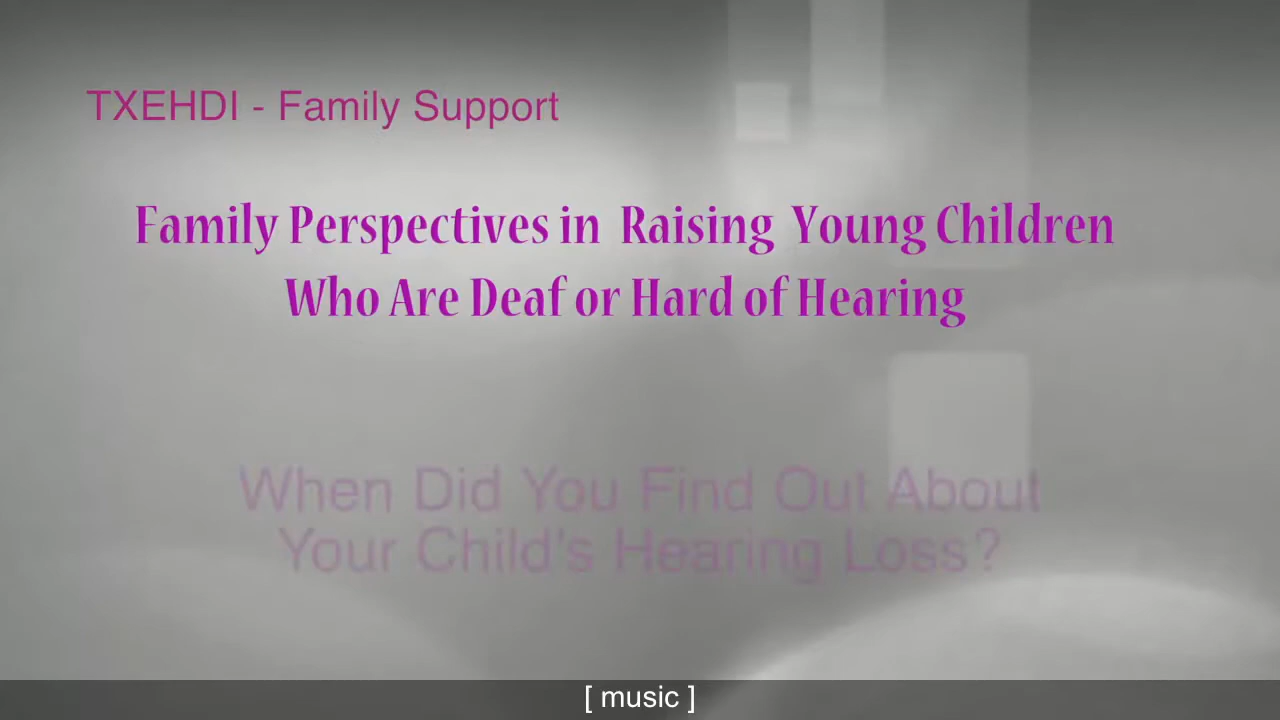 TXEHDI - Family Support
Family Perspectives in Raising Young Children
Who Are Deaf or Hard of Hearing
When Did You Find Out About
Your Child's Hearing Loss?
[ music ]